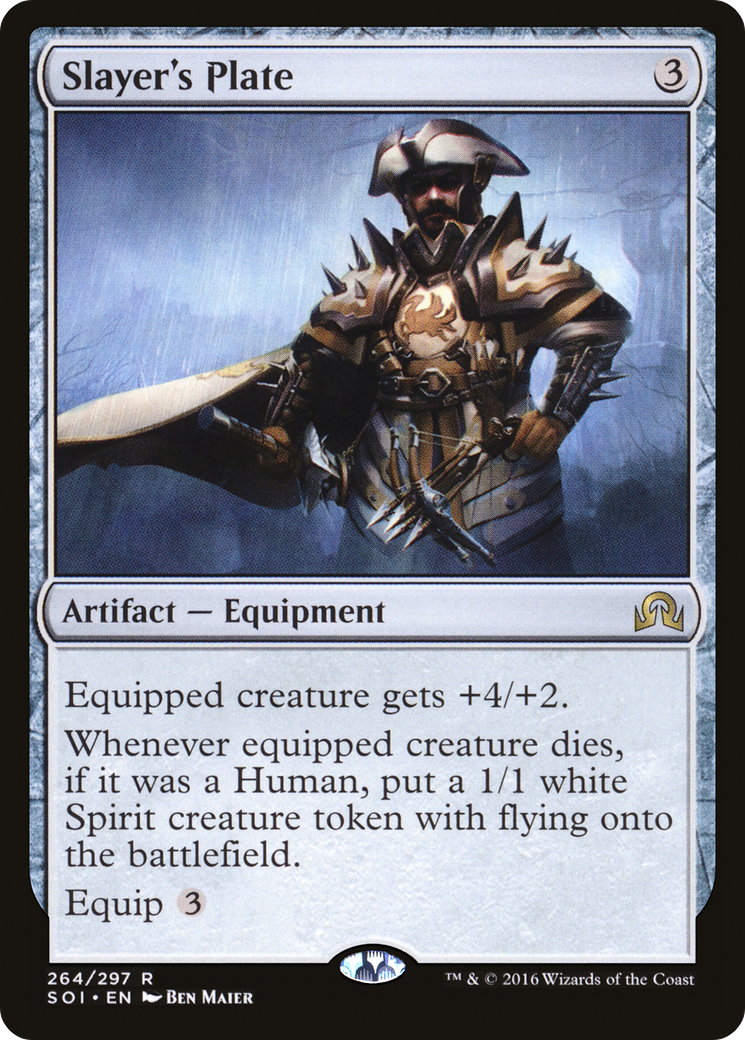 Slayer's Plate 3
Artifact — Equipment
Equipped creature gets +4/+2.
Whenever equipped creature dies,
if it was a Human, put a 1/1 white
Spirit creature token with flying onto
the battlefield.
Equip 3
264/297 R
™ & © 2016 Wizards of the Coast
SOI • EN Ben Maier